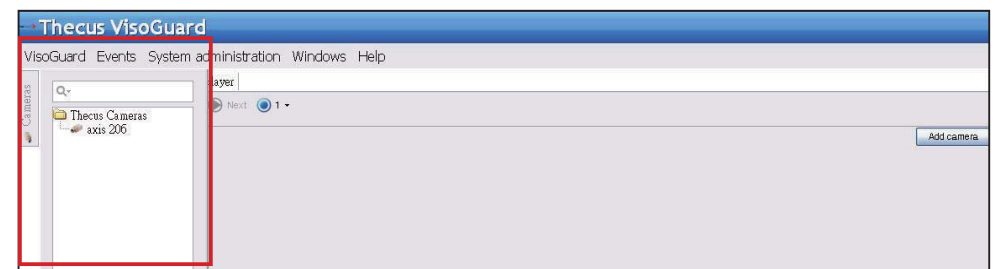 Thecus VisoGuard
VisoGuard Events System administration Windows Help
Cameras
layer
Next 1
Thecus Cameras
axis 206
Add camera